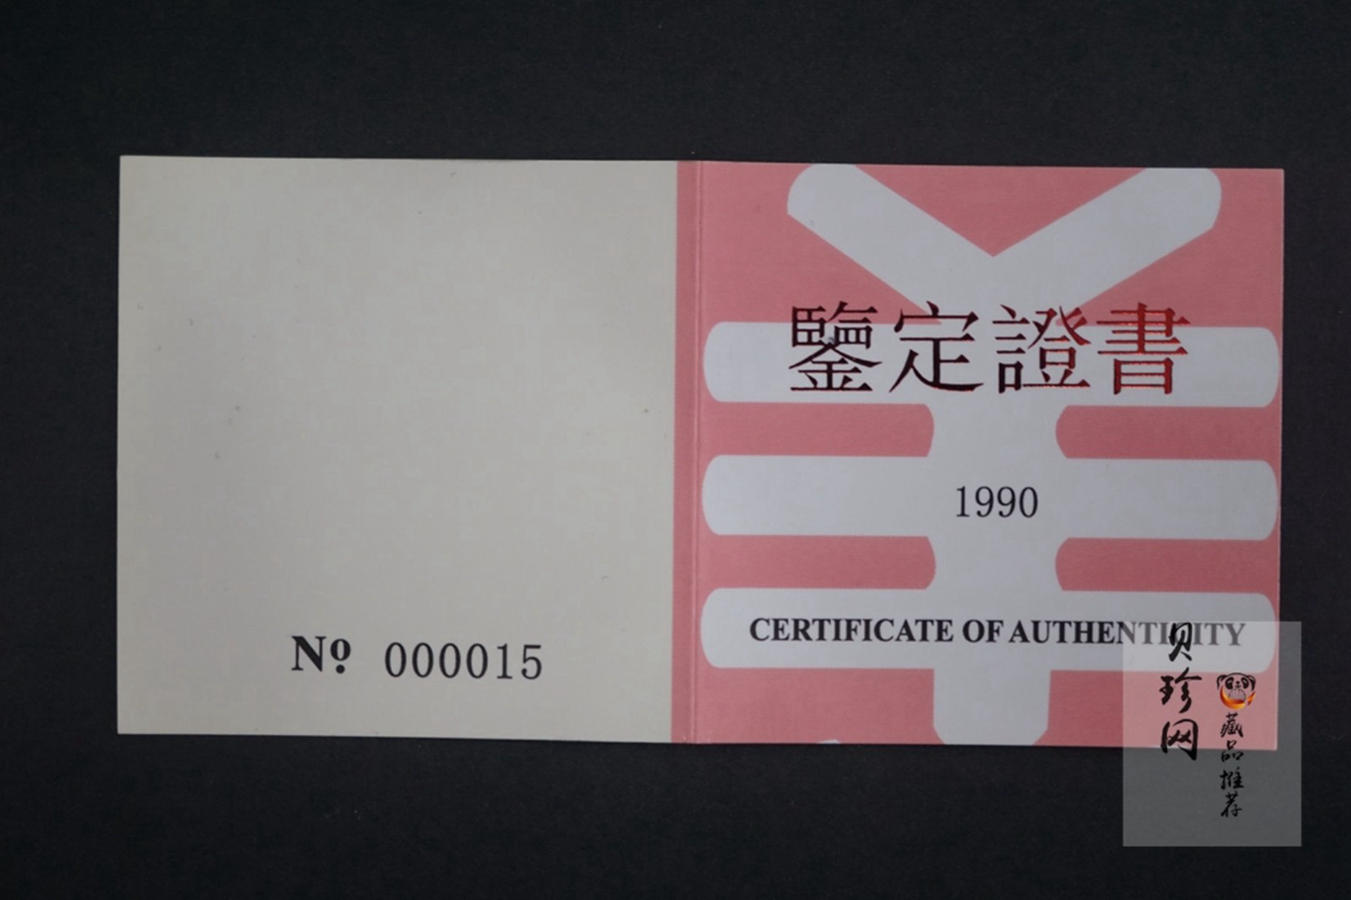 鑒定證書
1990
CERTIFICATE OF AUTHENTICITY
Nº 000015
贝珍网
藏品推荐